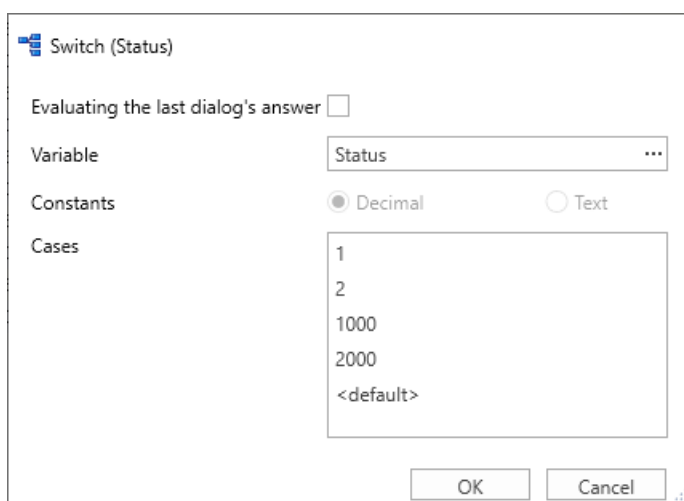 Switch (Status)
Evaluating the last dialog's answer
Variable Status ...
Constants Decimal Text
Cases
1
2
1000
2000
<default>
OK Cancel